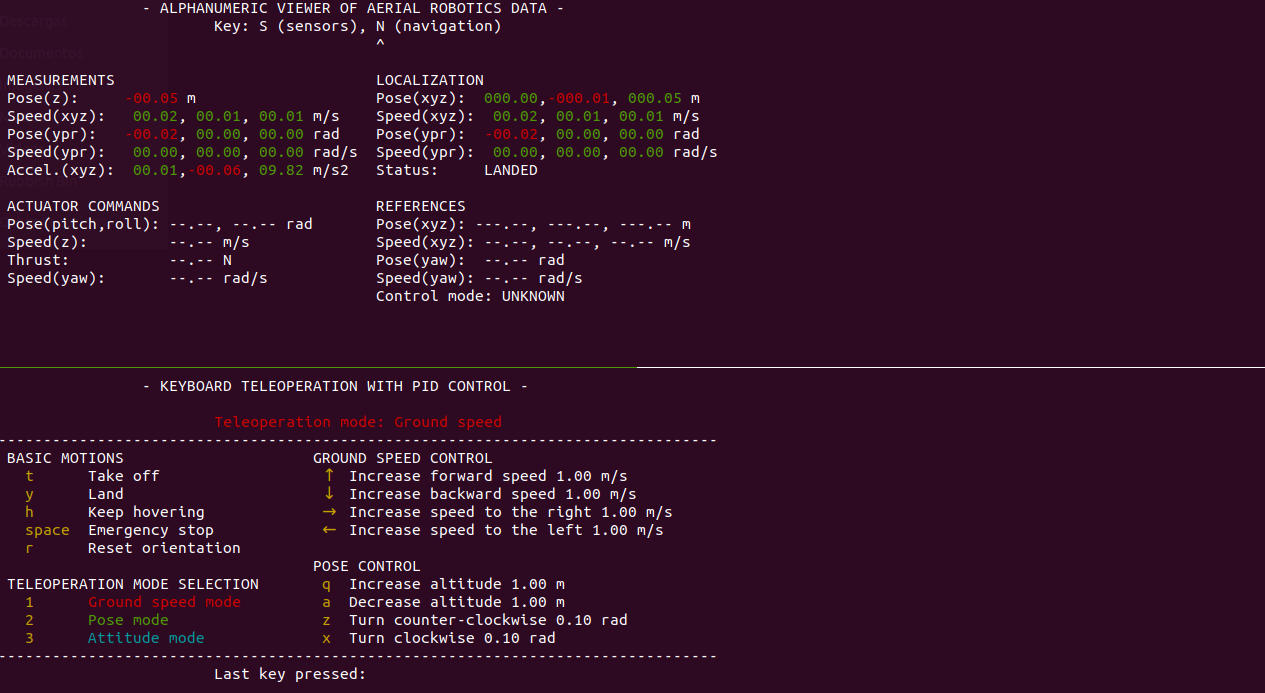 - ALPHANUMERIC VIEWER OF AERIAL ROBOTICS DATA -
Key: S (sensors), N (navigation)
^
MEASUREMENTS LOCALIZATION
Pose(z): -00.05 m Pose(xyz): 000.00,-000.01, 000.05 m
Speed(xyz): 00.02, 00.01, 00.01 m/s Speed(xyz): 00.02, 00.01, 00.01 m/s
Pose(ypr): -00.02, 00.00, 00.00 rad Pose(ypr): -00.02, 00.00, 00.00 rad
Speed(ypr): 00.00, 00.00, 00.00 rad/s Speed(ypr): 00.00, 00.00, 00.00 rad/s
Accel.(xyz): 00.01,-00.06, 09.82 m/s2 Status: LANDED
ACTUATOR COMMANDS REFERENCES
Pose(pitch,roll): --.--, --.-- rad Pose(xyz): ---.--, ---.--, ---.-- m
Speed(z): --.-- m/s Speed(xyz): --.--, --.--, --.-- m/s
Thrust: --.-- N Pose(yaw): --.-- rad
Speed(yaw): --.-- rad/s Speed(yaw): --.-- rad/s
Control mode: UNKNOWN
- KEYBOARD TELEOPERATION WITH PID CONTROL -
Teleoperation mode: Ground speed
--------------------------------------------------------------------------------
BASIC MOTIONS GROUND SPEED CONTROL
t Take off ↑ Increase forward speed 1.00 m/s
y Land ↓ Increase backward speed 1.00 m/s
h Keep hovering → Increase speed to the right 1.00 m/s
space Emergency stop ← Increase speed to the left 1.00 m/s
r Reset orientation
POSE CONTROL
TELEOPERATION MODE SELECTION q Increase altitude 1.00 m
1 Ground speed mode a Decrease altitude 1.00 m
2 Pose mode z Turn counter-clockwise 0.10 rad
3 Attitude mode x Turn clockwise 0.10 rad
--------------------------------------------------------------------------------
Last key pressed:
Descargas
Documentos